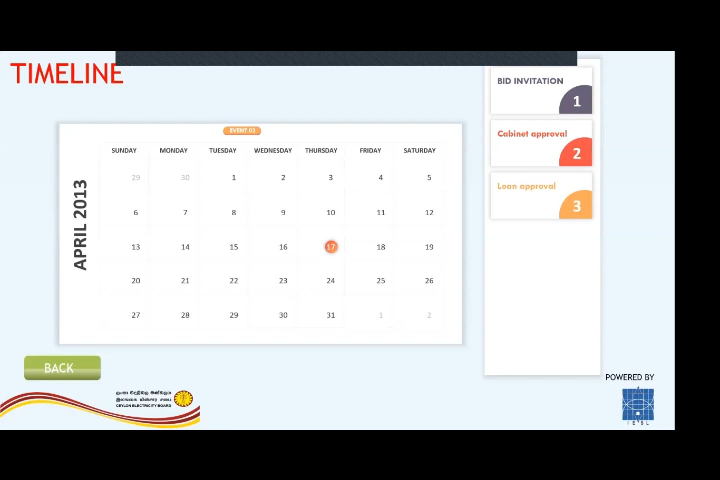 TIMELINE
BID INVITATION
1
Cabinet approval
2
Loan approval
3
EVENT 03
APRIL 2013
SUNDAY MONDAY TUESDAY WEDNESDAY THURSDAY FRIDAY SATURDAY
29 30 1 2 3 4 5
6 7 8 9 10 11 12
13 14 15 16 17 18 19
20 21 22 23 24 25 26
27 28 29 30 31 1 2
BACK
CEYLON ELECTRICITY BOARD
POWERED BY
I E S L